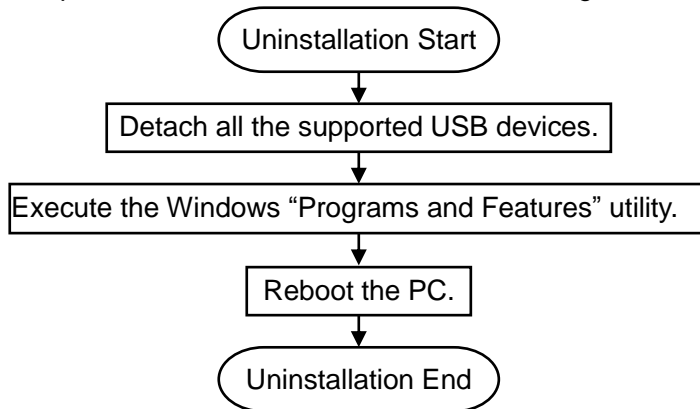 Uninstallation Start
Detach all the supported USB devices.
Execute the Windows “Programs and Features” utility.
Reboot the PC.
Uninstallation End